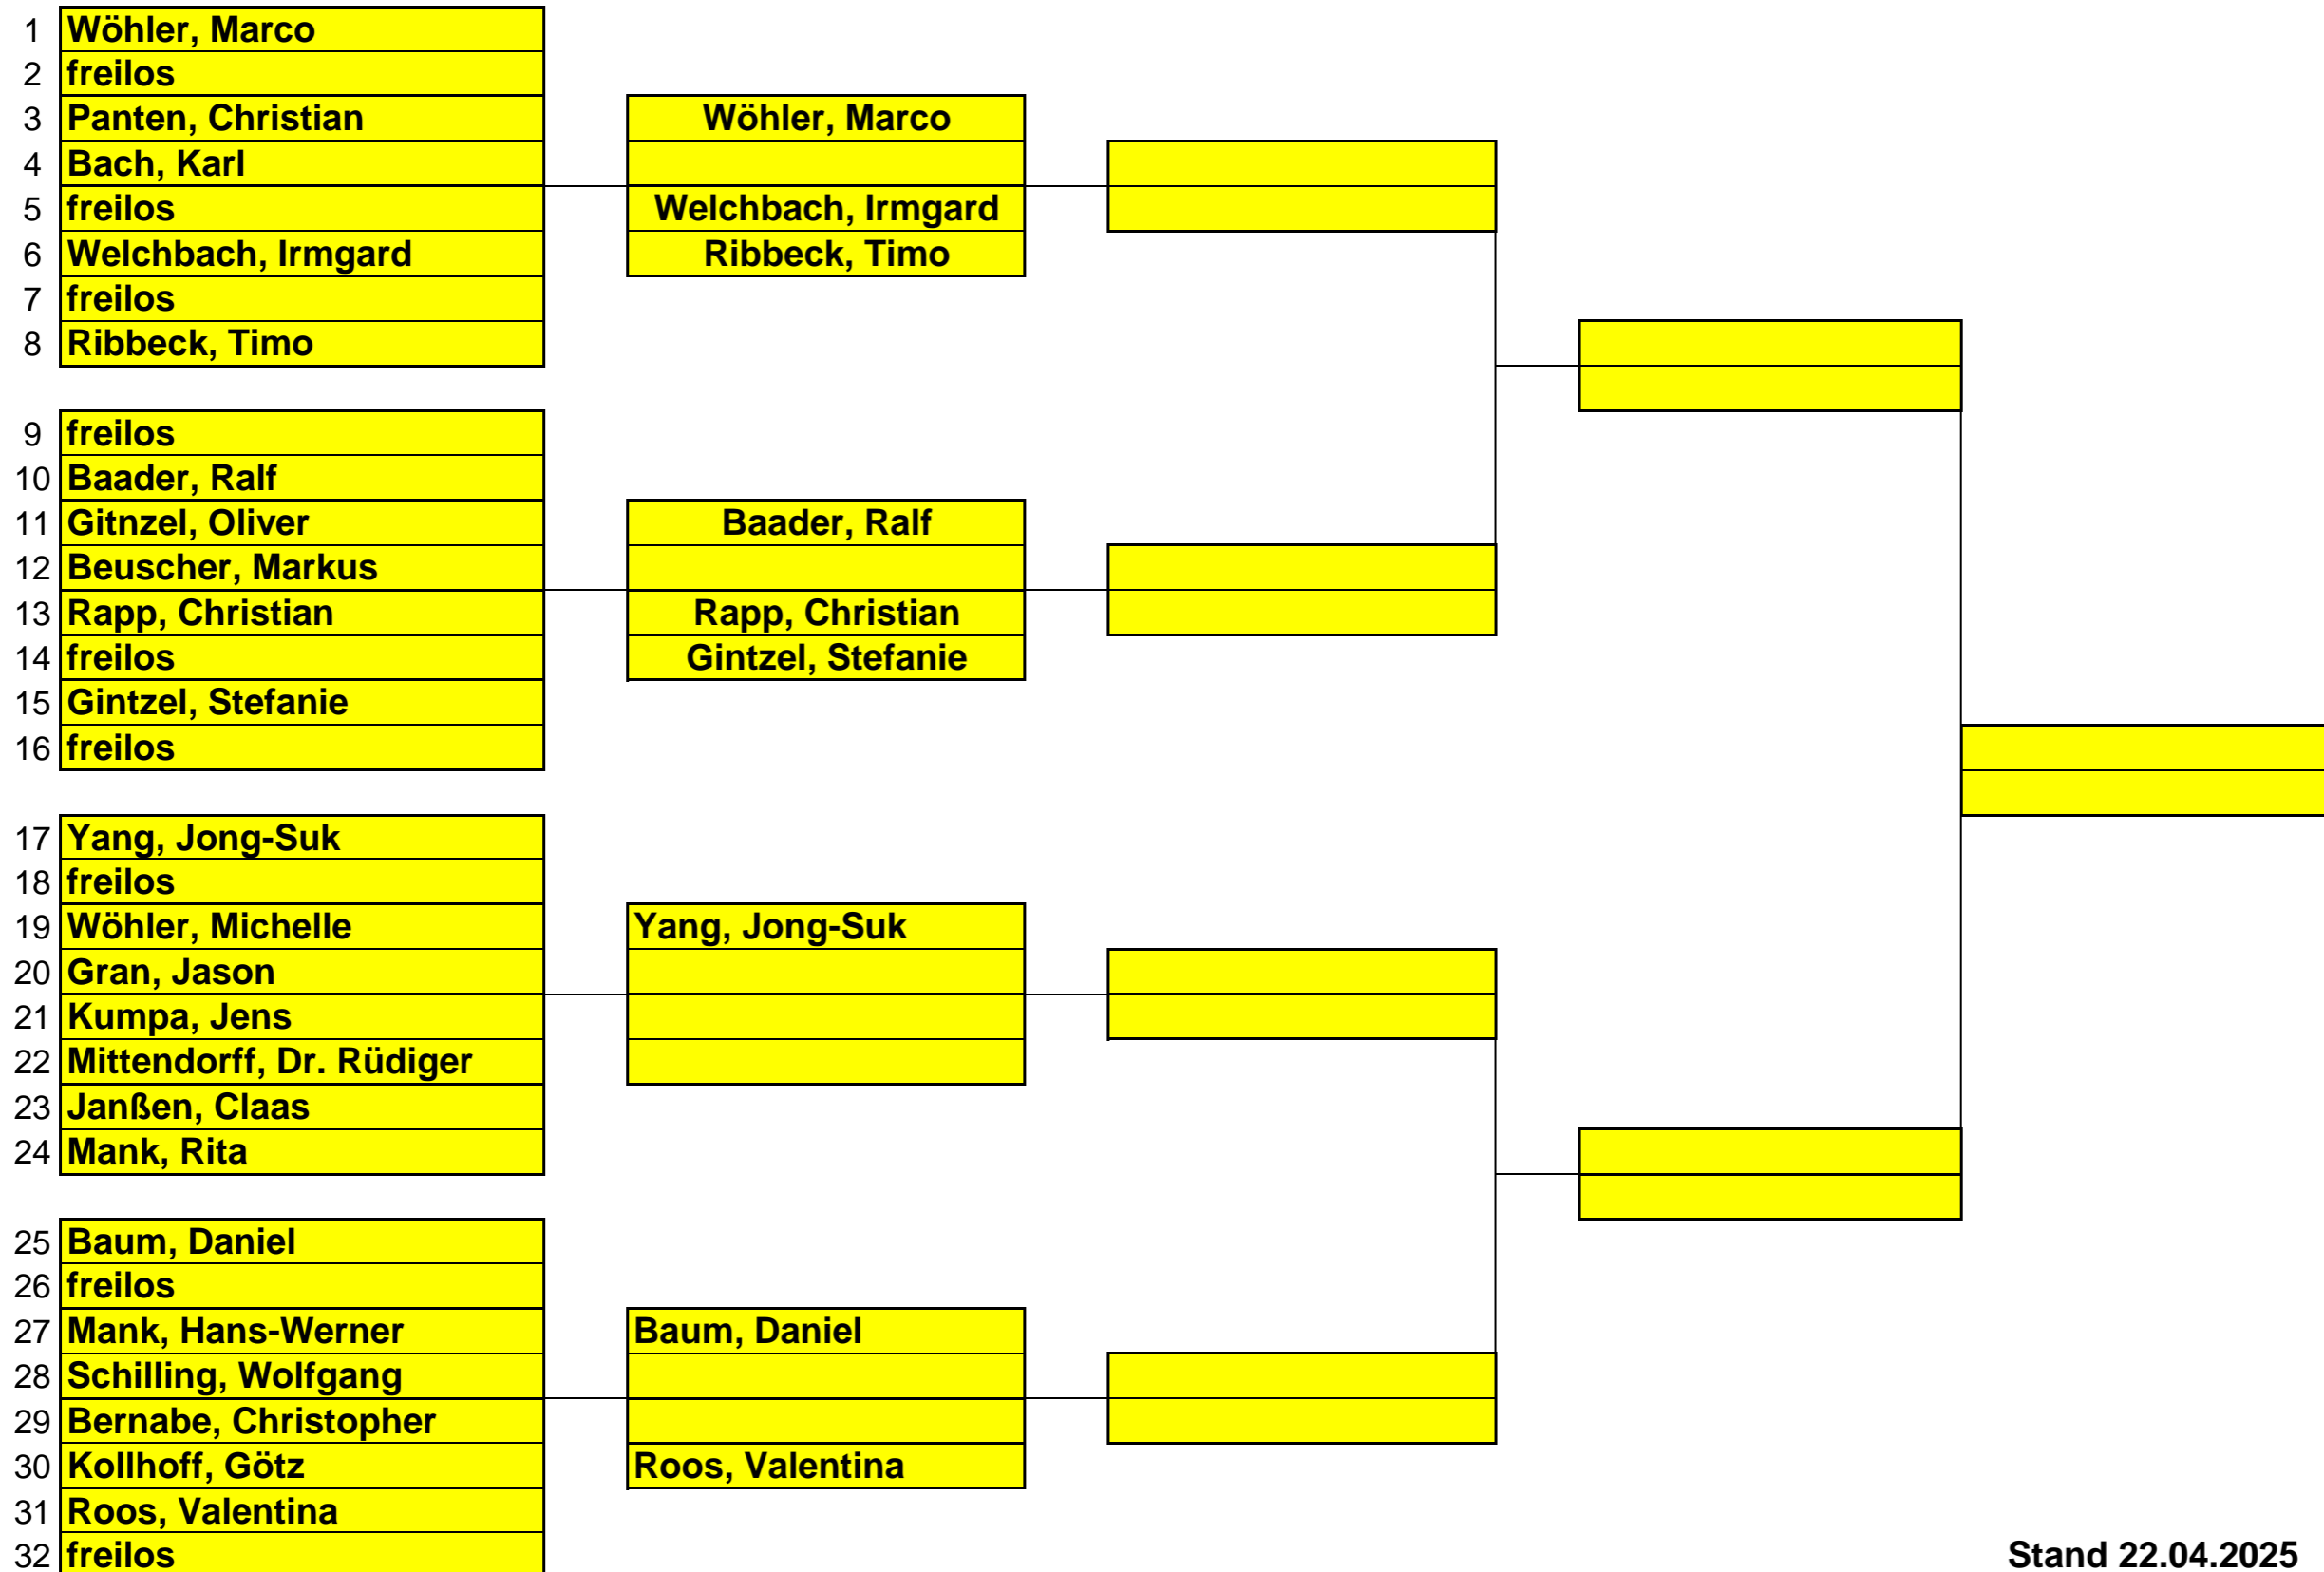 1 Wöhler, Marco
2 freilos
3 Panten, Christian
4 Bach, Karl
5 freilos
6 Welchbach, Irmgard
7 freilos
8 Ribbeck, Timo
9 freilos
10 Baader, Ralf
11 Gitnzel, Oliver
12 Beuscher, Markus
13 Rapp, Christian
14 freilos
15 Gintzel, Stefanie
16 freilos
17 Yang, Jong-Suk
18 freilos
19 Wöhler, Michelle
20 Gran, Jason
21 Kumpa, Jens
22 Mittendorff, Dr. Rüdiger
23 Janßen, Claas
24 Mank, Rita
25 Baum, Daniel
26 freilos
27 Mank, Hans-Werner
28 Schilling, Wolfgang
29 Bernabe, Christopher
30 Kollhoff, Götz
31 Roos, Valentina
32 freilos
Wöhler, Marco
Welchbach, Irmgard
Ribbeck, Timo
Baader, Ralf
Rapp, Christian
Gintzel, Stefanie
Yang, Jong-Suk
Baum, Daniel
Roos, Valentina
Stand 22.04.2025